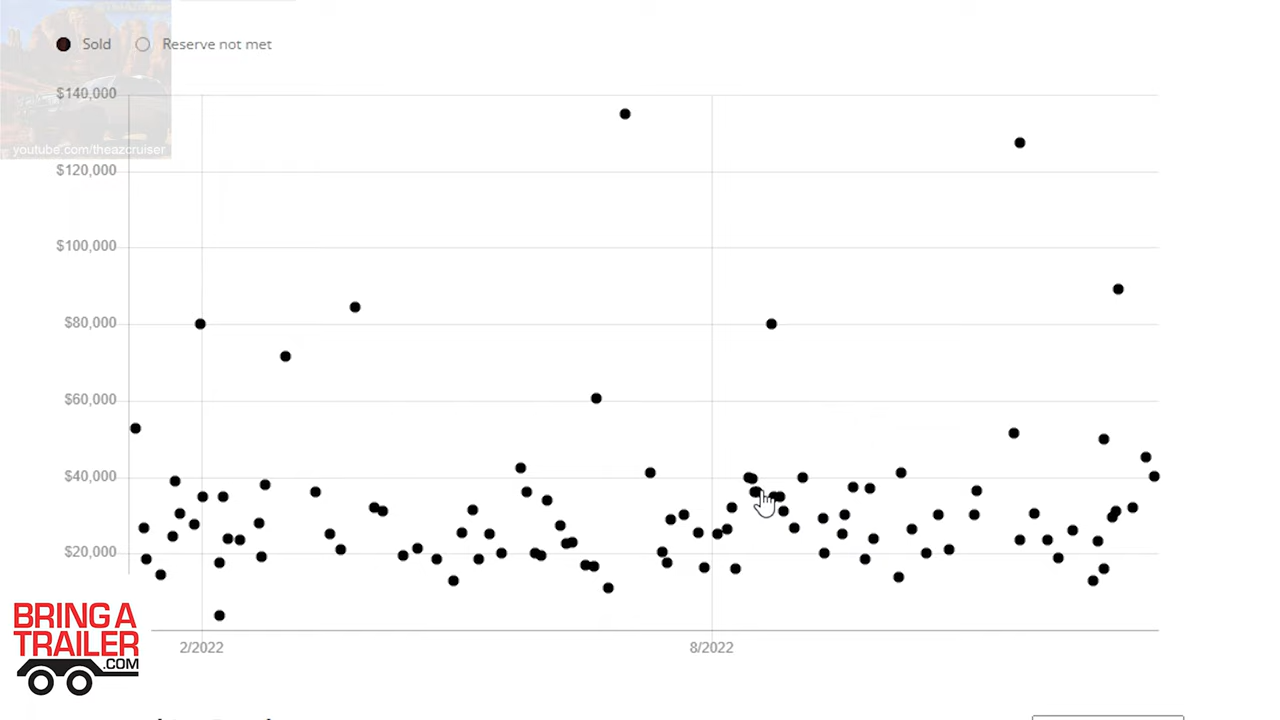 Sold
Reserve not met
$140,000
youtube.com/theazcruiser
$120,000
$100,000
$80,000
$60,000
$40,000
$20,000
2/2022
8/2022
BRING A
TRAILER
.COM